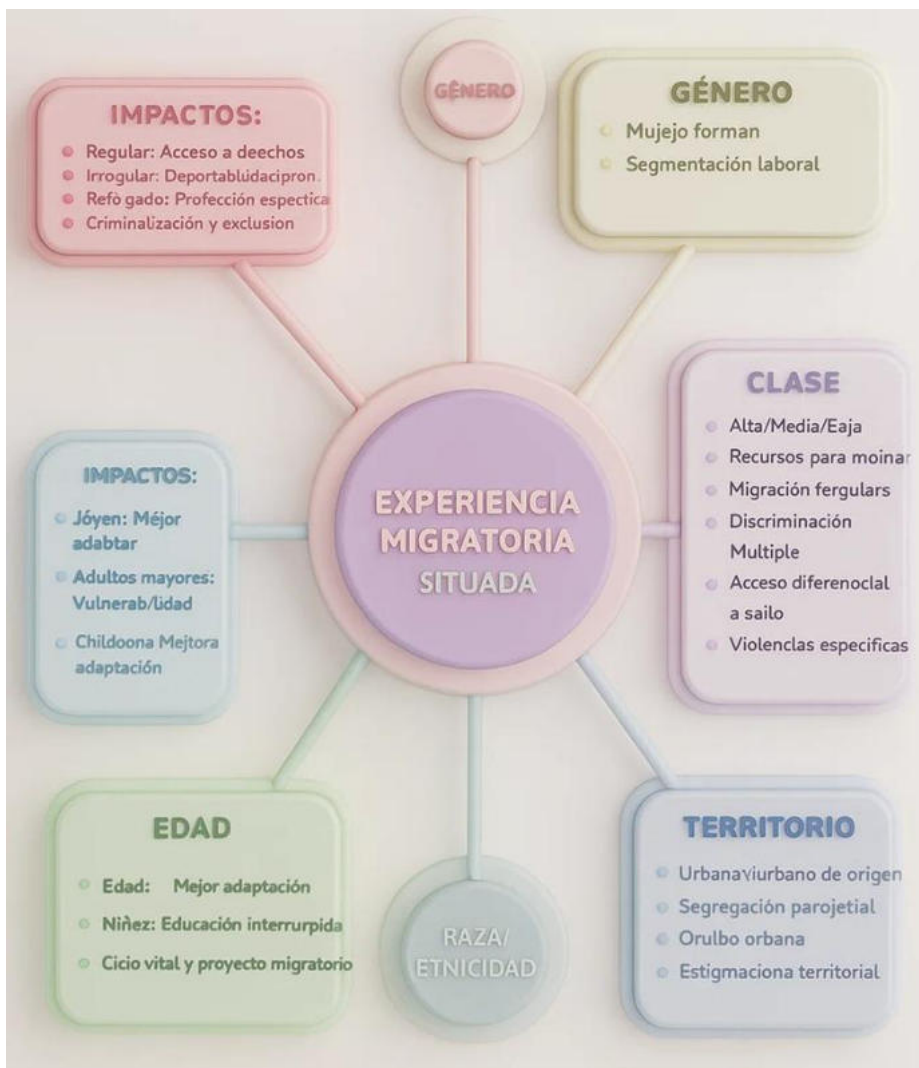 GÊNERO
IMPACTOS:
Regular: Acceso a deechos
Irrogular: Deportabluídacipron.
Refò gado: Profección espectica
Criminalización y exclusion
GÉNERO
Mujejo forman
Segmentación laboral
CLASE
Alta/Media/Eaja
Recursos para moinar
Migración fergulars
Discriminación
Multiple
Acceso diferenoclal
a sailo
Violenclas especificas
EXPERIENCIA
MIGRATORIA
SITUADA
IMPACTOS:
Jóyen: Méjor
adabtar
Adultos mayores:
Vulnerab/lidad
Childoona Mejtora
adaptación
EDAD
Edad: Mejor adaptación
Niñez: Educación interrurpida
Cicio vital y proyecto migratorio
RAZA/
ETNICIDAD
TERRITORIO
Urbanaviurbano de origen
Segregación parojetial
Orulbo orbana
Estigmaciona territorial